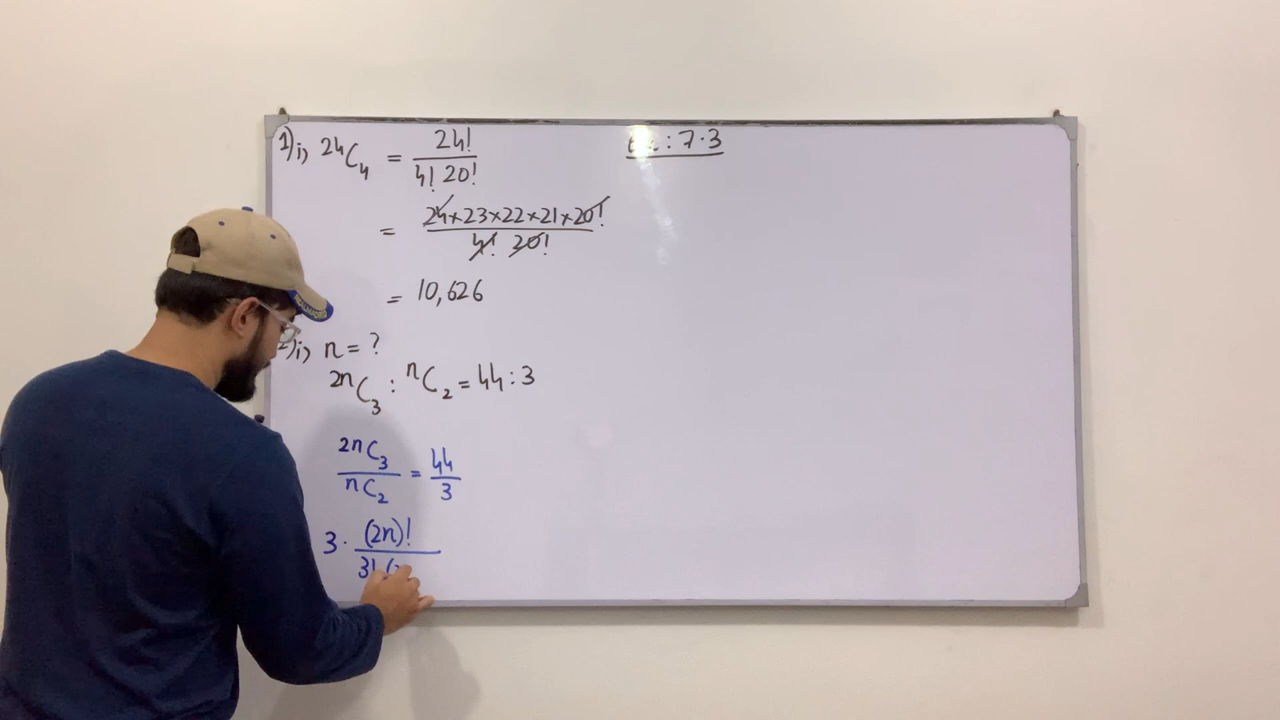 1) i) ²⁴C₄ = 24! / 4! 20!
: 7.3
= 24×23×22×21×20! / 4! 20!
= 10,626
i) n = ?
²ⁿC₃ : ⁿC₂ = 44 : 3
²ⁿC₃ / ⁿC₂ = 44 / 3
3 · (2n)! / 3! (